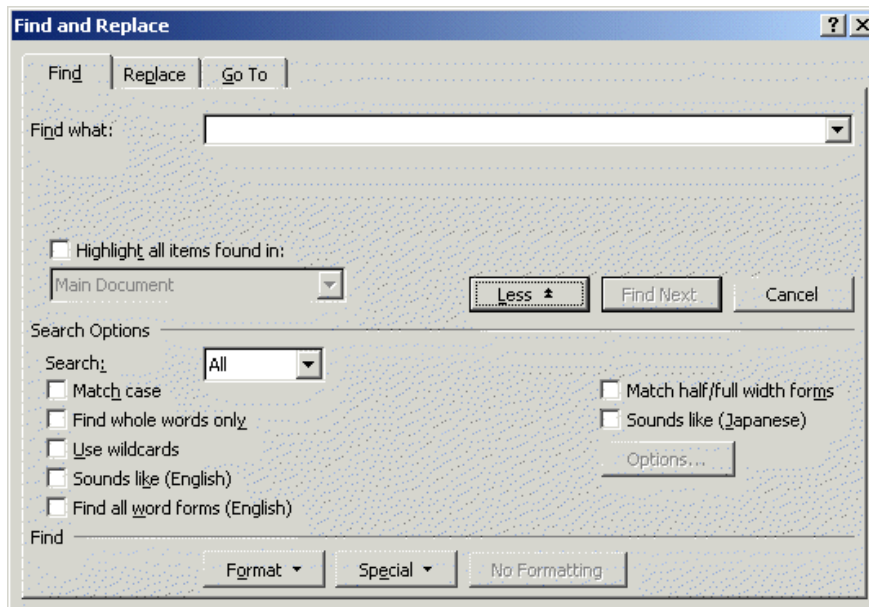 Find and Replace
Find Replace Go To
Find what:
Highlight all items found in:
Main Document
Less Find Next Cancel
Search Options
Search: All
Match case
Match half/full width forms
Find whole words only
Sounds like (Japanese)
Use wildcards
Options...
Sounds like (English)
Find all word forms (English)
Find
Format Special No Formatting